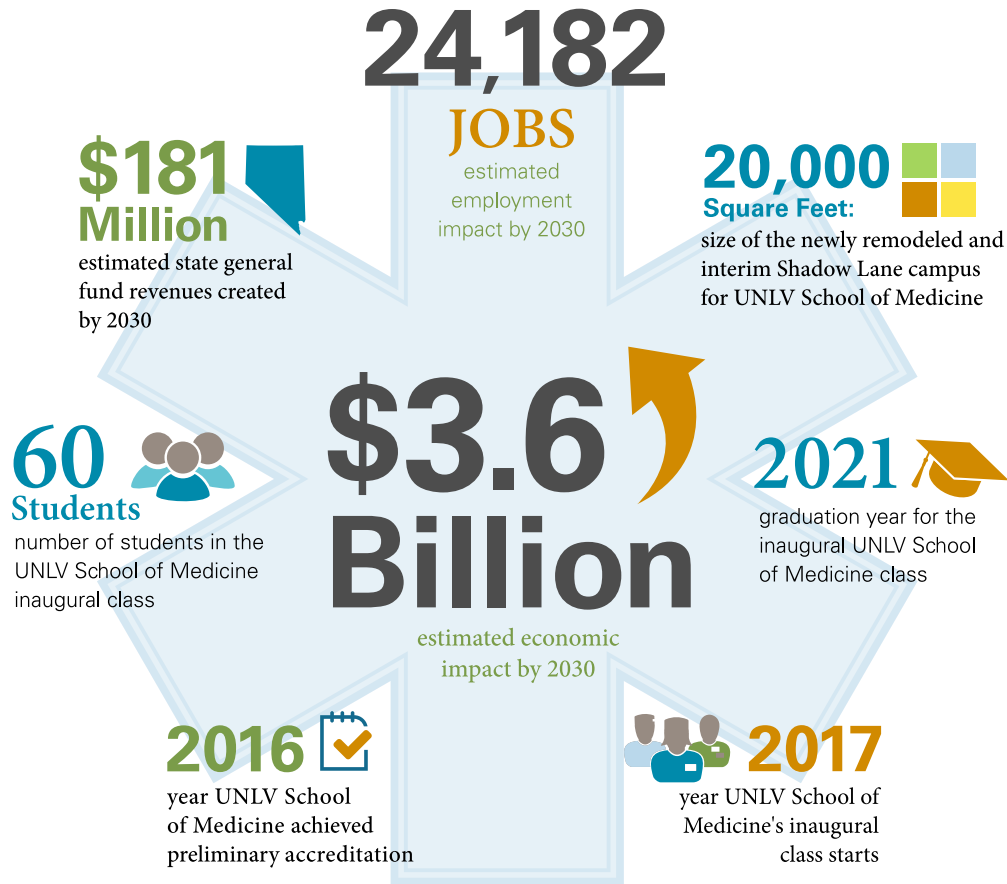 24,182
JOBS
estimated
employment
impact by 2030
$181
Million
estimated state general
fund revenues created
by 2030
20,000
Square Feet:
size of the newly remodeled and
interim Shadow Lane campus
for UNLV School of Medicine
$3.6
Billion
estimated economic
impact by 2030
60
Students
number of students in the
UNLV School of Medicine
inaugural class
2021
graduation year for the
inaugural UNLV School
of Medicine class
2016
year UNLV School
of Medicine achieved
preliminary accreditation
2017
year UNLV School of
Medicine's inaugural
class starts